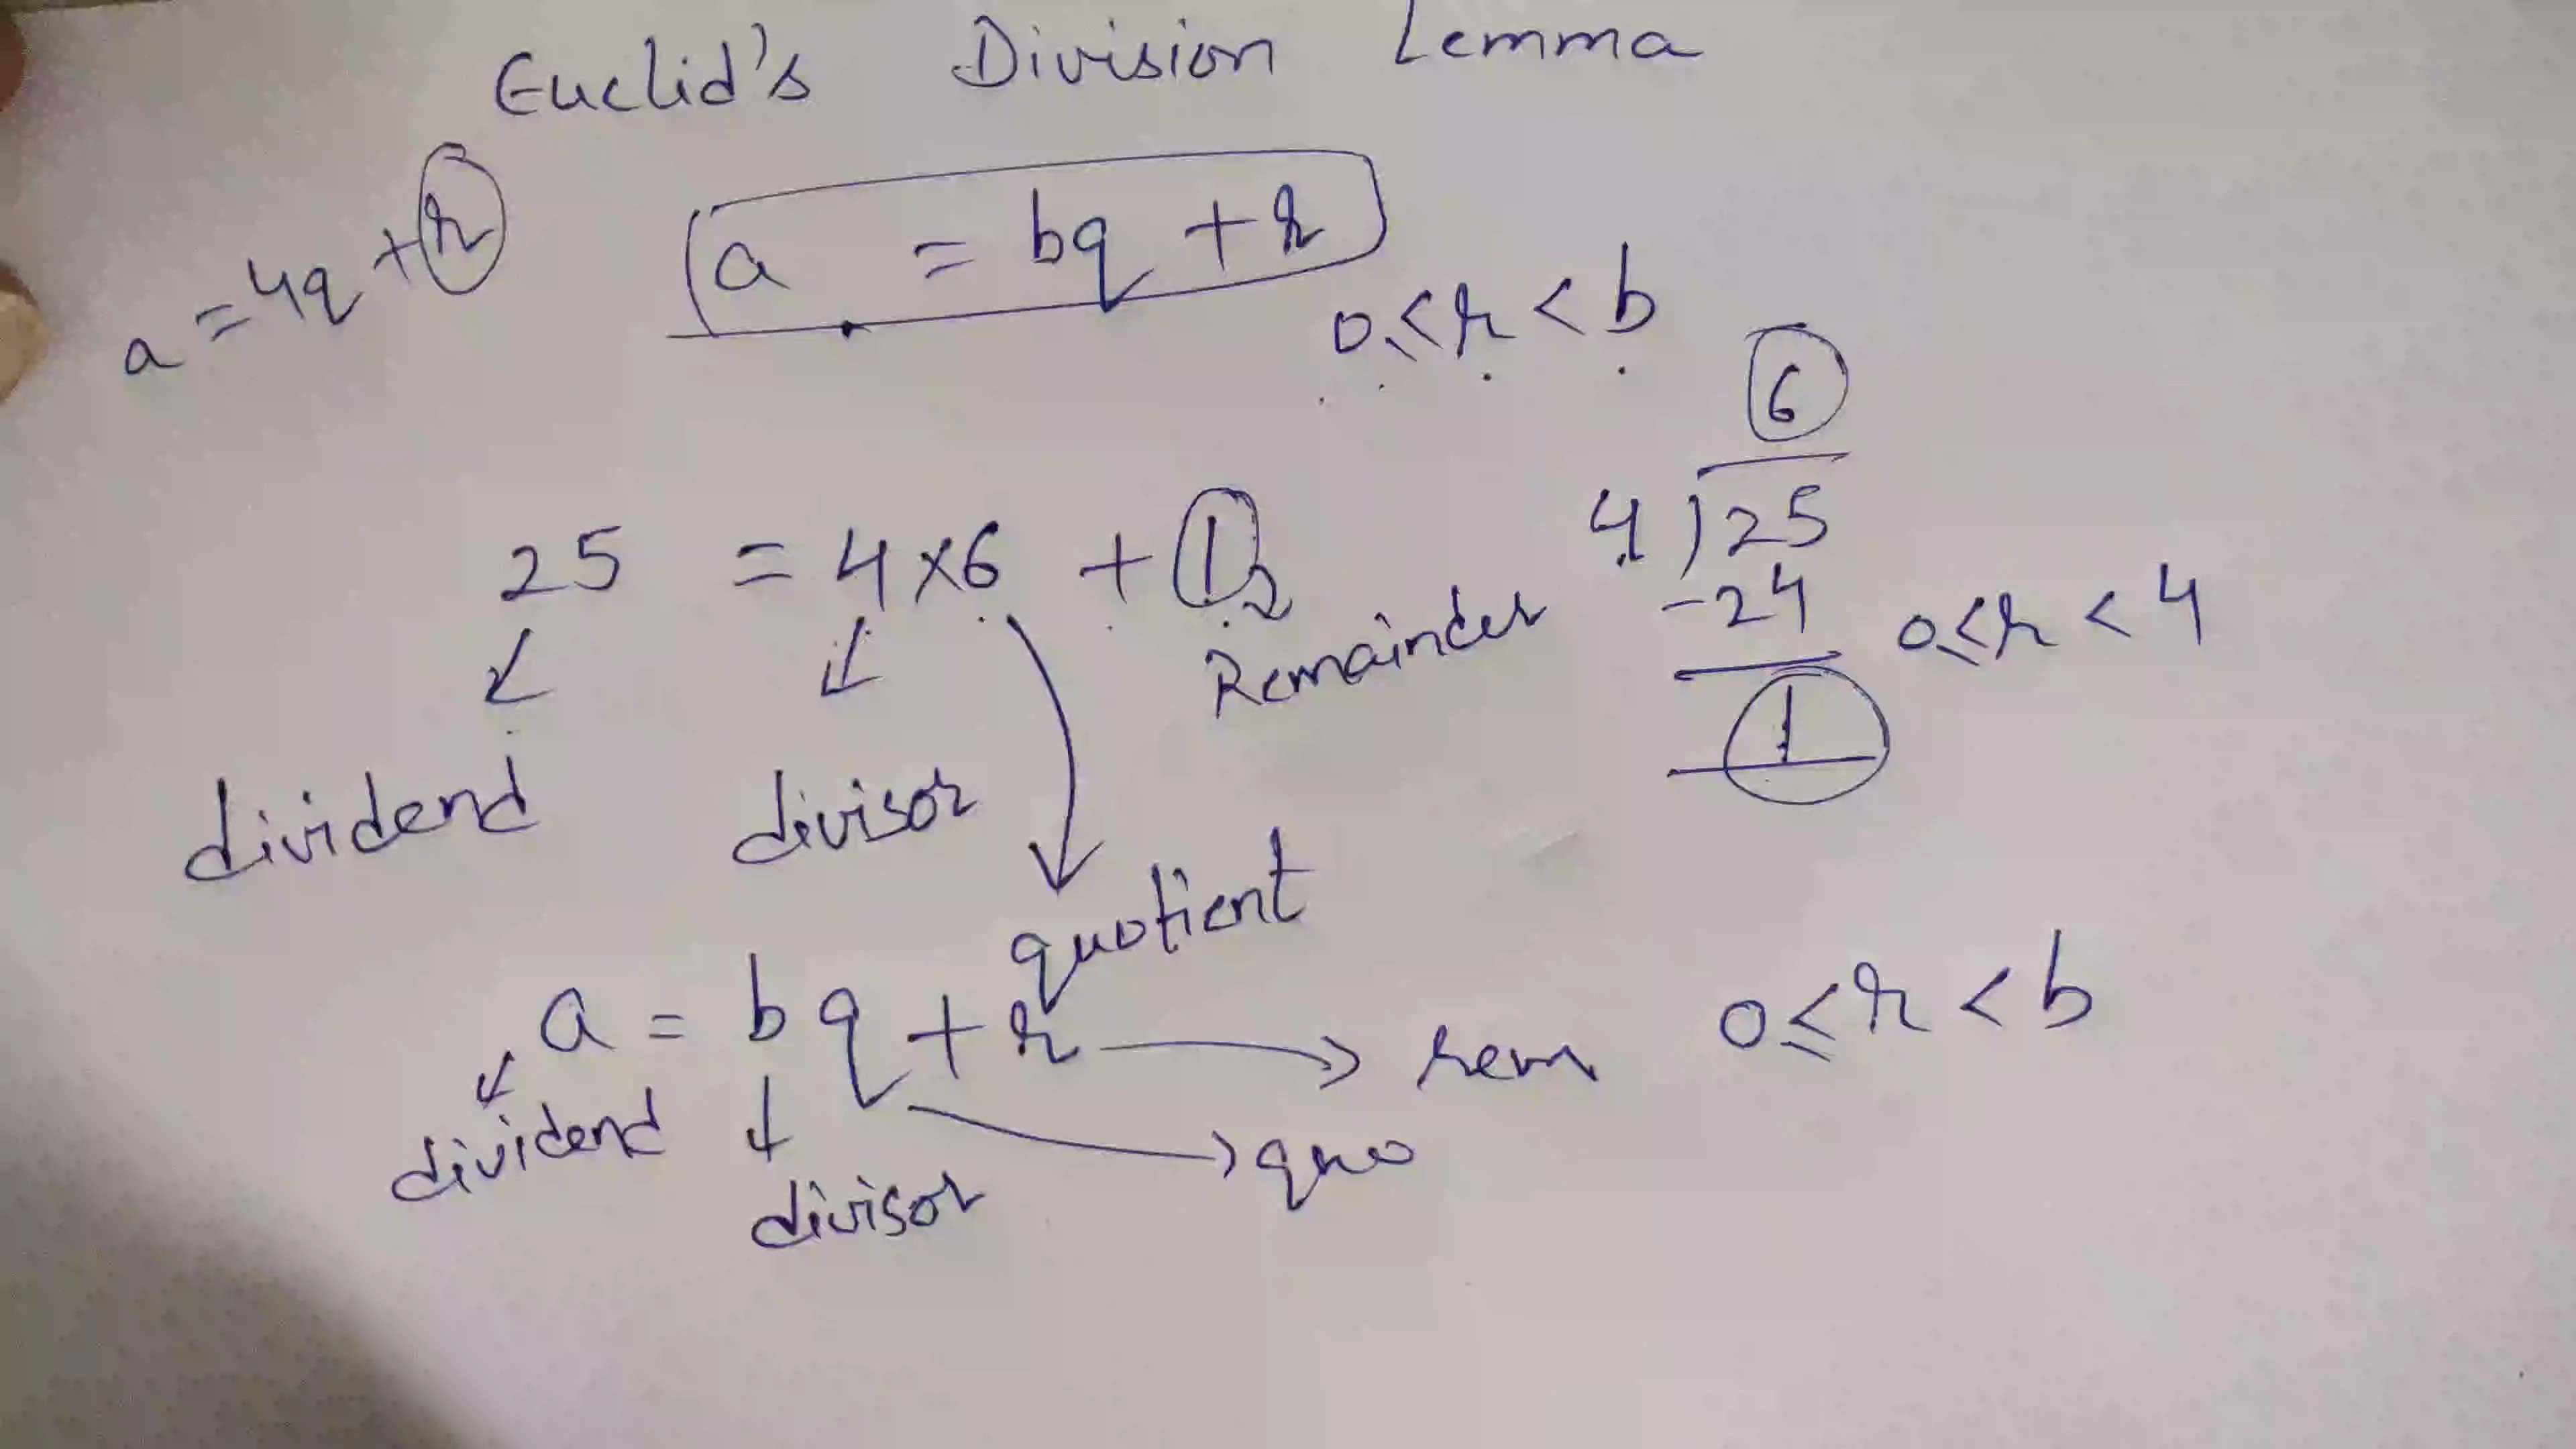 Euclid's Division Lemma
a = 4q + r
a = bq + r
0 ≤ r < b
6
25 = 4×6 + 1
4 ) 25
-24
0 ≤ r < 4
Remainder
1
dividend
divisor
quotient
a = bq + r → rem
0 ≤ r < b
dividend
→ quo
divisor